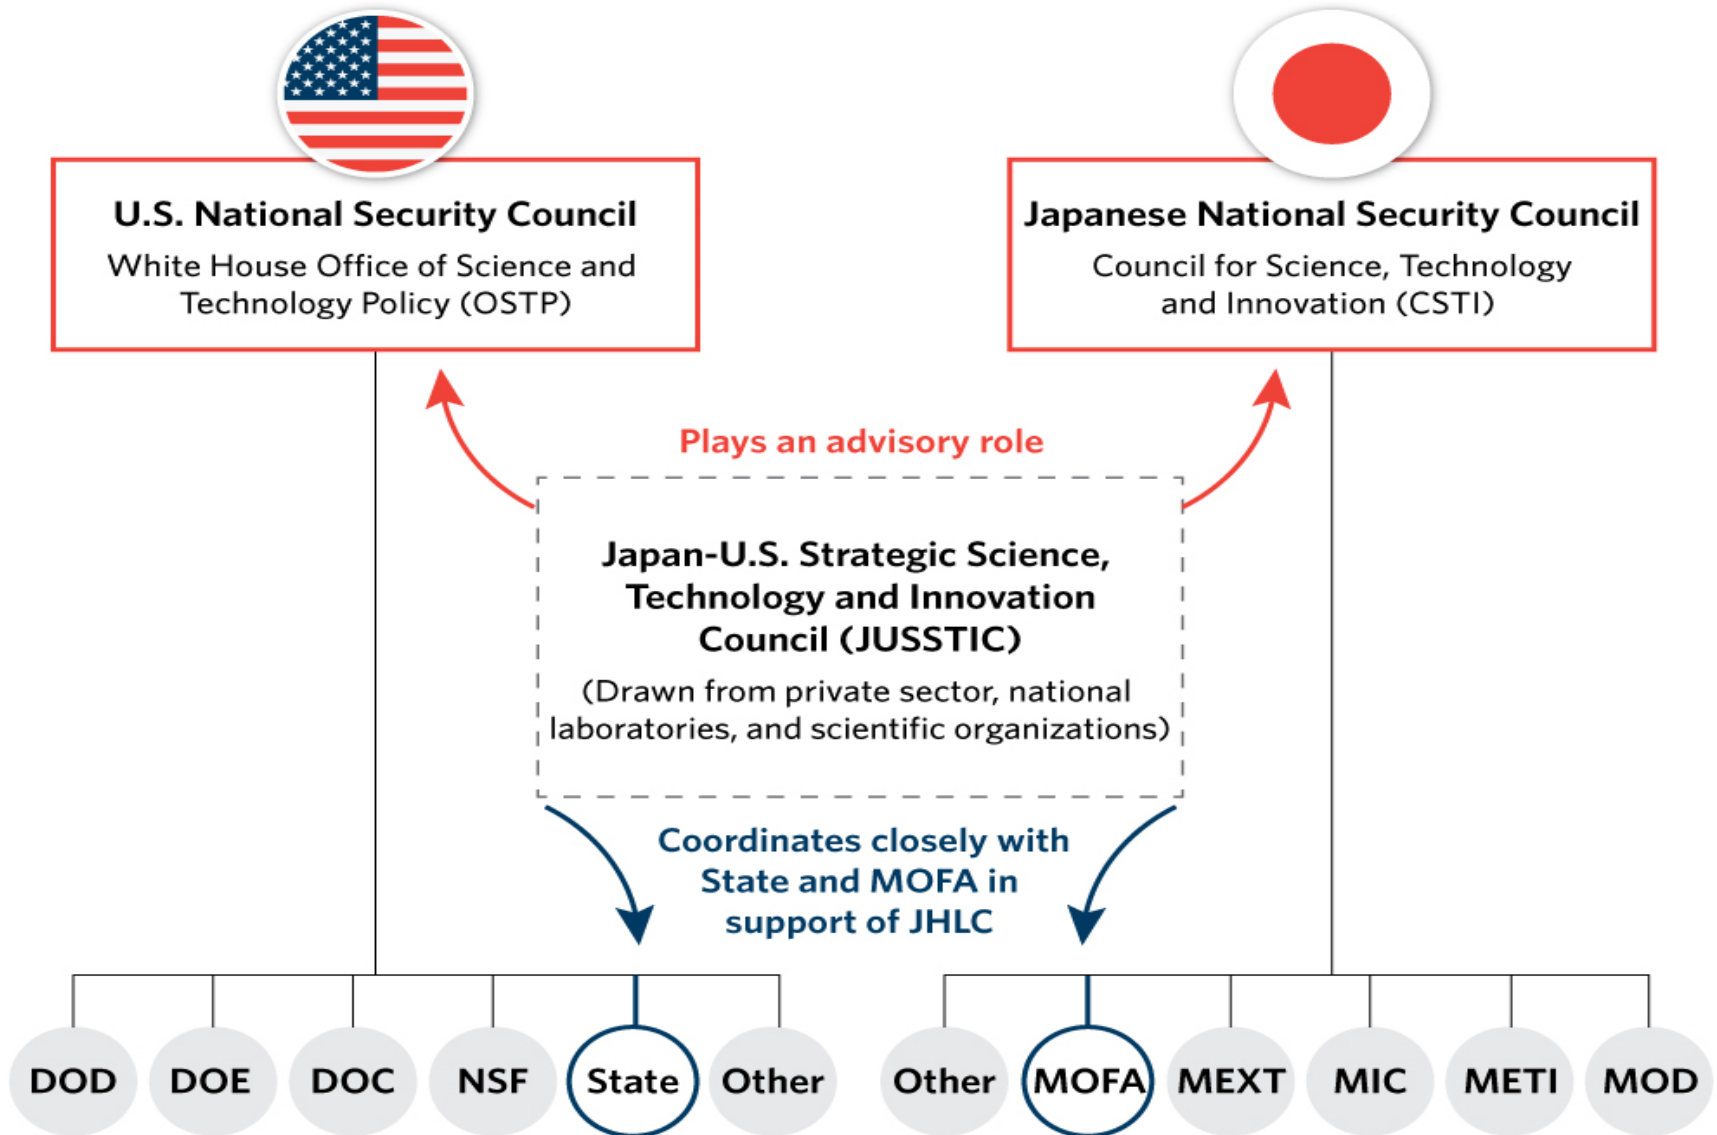 U.S. National Security Council
White House Office of Science and
Technology Policy (OSTP)
Japanese National Security Council
Council for Science, Technology
and Innovation (CSTI)
Plays an advisory role
Japan-U.S. Strategic Science,
Technology and Innovation
Council (JUSSTIC)
(Drawn from private sector, national
laboratories, and scientific organizations)
Coordinates closely with
State and MOFA in
support of JHLC
DOD
DOE
DOC
NSF
State
Other
Other
MOFA
MEXT
MIC
METI
MOD